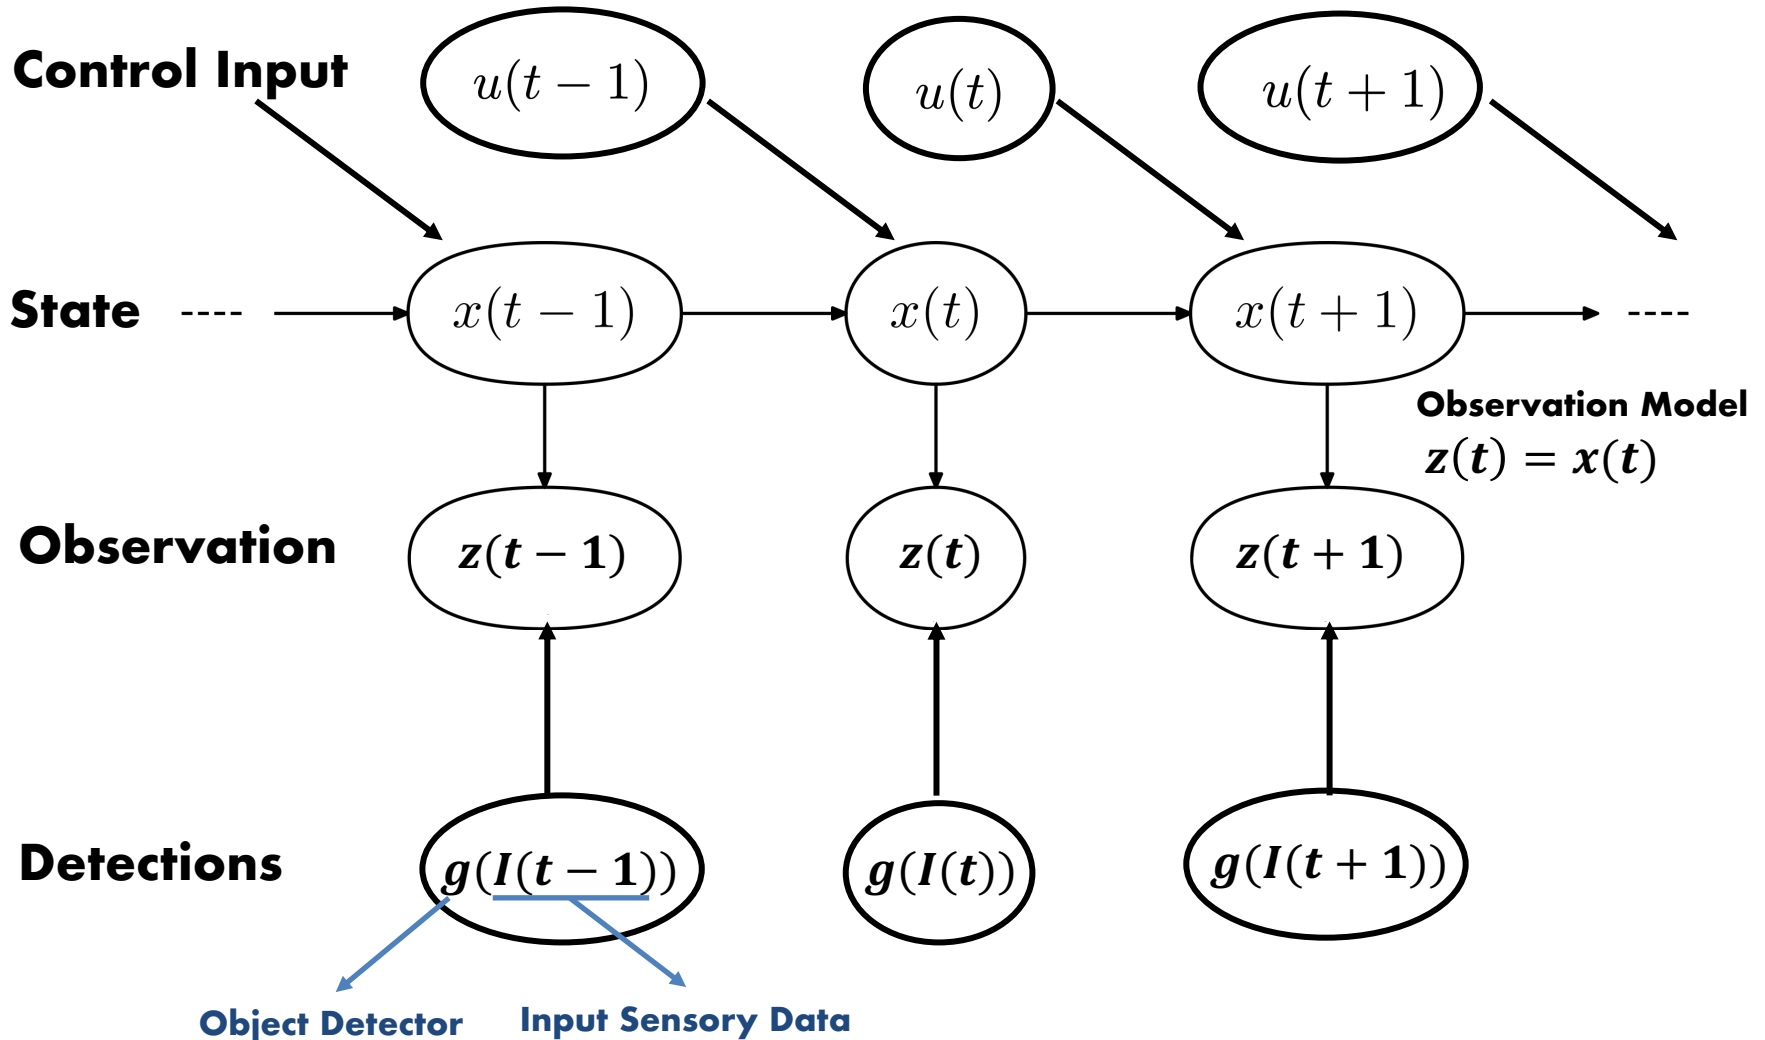 Control Input
u(t − 1)
u(t)
u(t + 1)
State
----
x(t − 1)
x(t)
x(t + 1)
----
Observation Model
z(t) = x(t)
Observation
z(t − 1)
z(t)
z(t + 1)
Detections
g(I(t − 1))
g(I(t))
g(I(t + 1))
Object Detector
Input Sensory Data